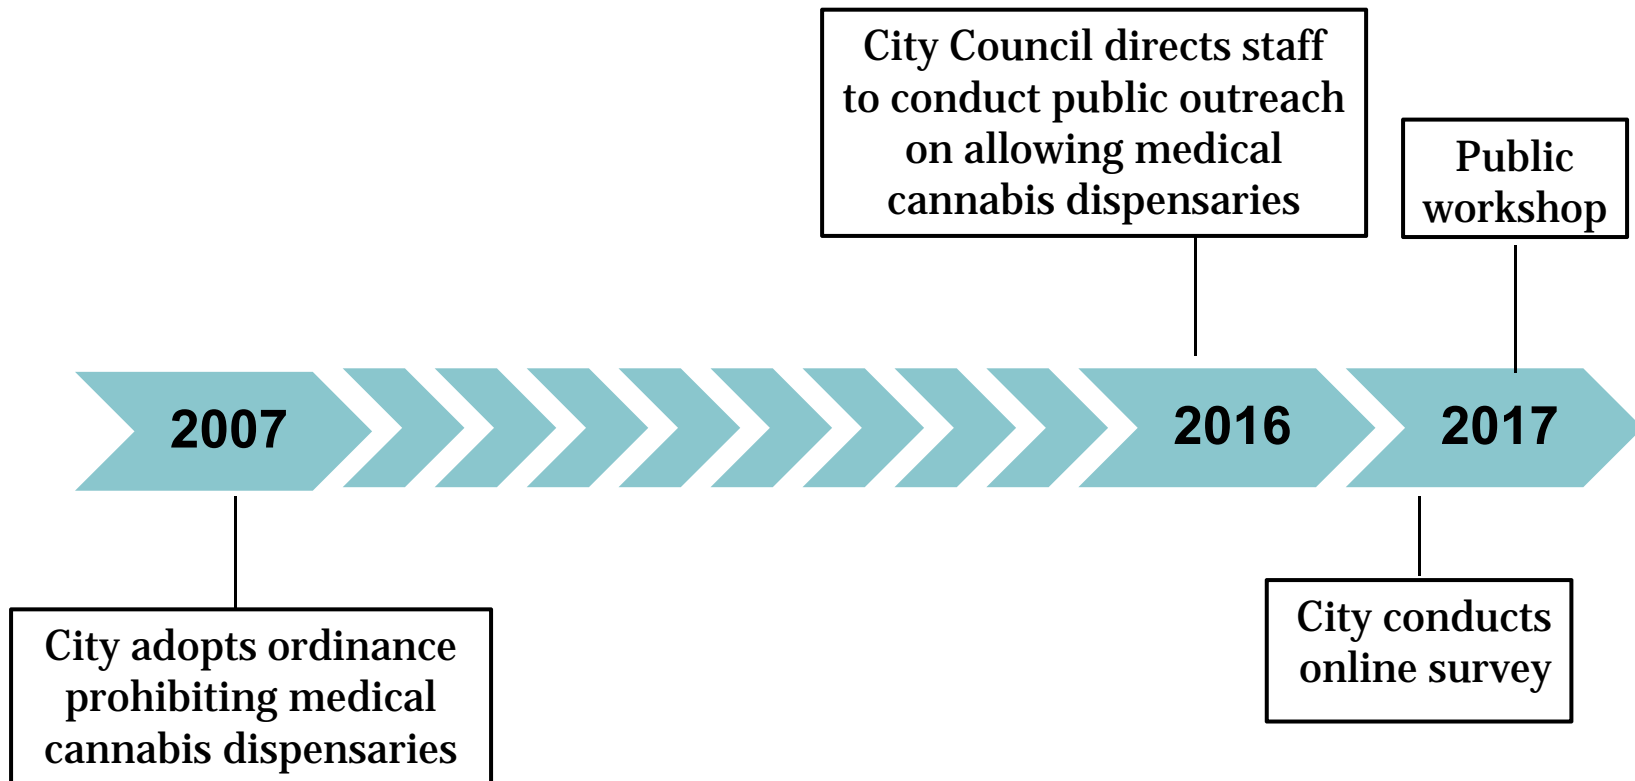 City Council directs staff
to conduct public outreach
on allowing medical
cannabis dispensaries
Public
workshop
2007
2016
2017
City adopts ordinance
prohibiting medical
cannabis dispensaries
City conducts
online survey